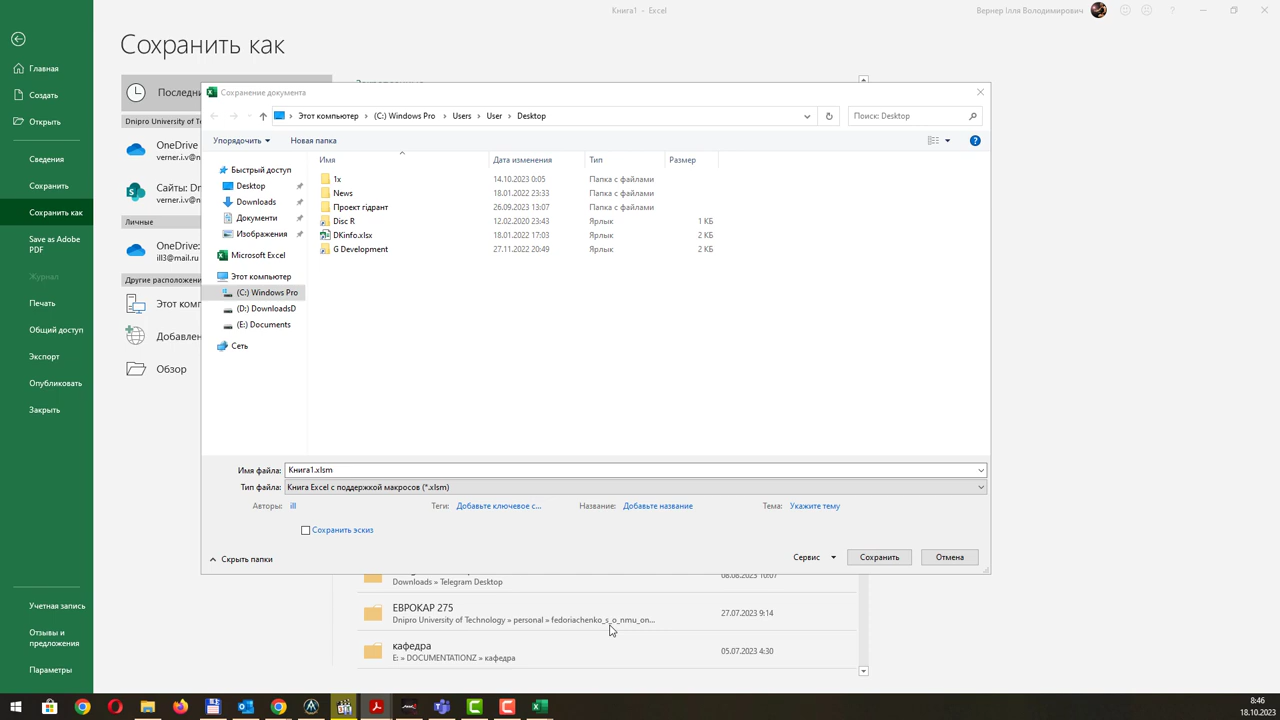 Книга1 - Excel
Вернер Ілля Володимирович
Сохранить как
Главная
Создать
Открыть
Сведения
Сохранить
Сохранить как
Save as Adobe
PDF
Журнал
Печать
Общий доступ
Экспорт
Опубликовать
Закрыть
Учетная запись
Отзывы и
предложения
Параметры
Dnipro University of
OneDrive
verner.i.v@n
Сайты:
verner.i.v@n
Личные
OneDrive:
ill3@mail.ru
Другие расположени
Этот комп
Обзор
Сохранение документа
Этот компьютер > (C:) Windows Pro > Users > User > Desktop
Поиск: Desktop
Упорядочить
Новая папка
Быстрый доступ
Desktop
Downloads
Документи
Изображения
Microsoft Excel
Этот компьютер
(C:) Windows Pro
(D:) DownloadsD
(E:) Documents
Сеть
Имя Дата изменения Тип Размер
1x 14.10.2023 0:05 Папка с файлами
News 18.01.2022 23:33 Папка с файлами
Проект гідрант 26.09.2023 13:07 Папка с файлами
Disc R 12.02.2020 23:43 Ярлык 1 КБ
DKinfo.xlsx 18.01.2022 17:03 Ярлык 2 КБ
G Development 27.11.2022 20:49 Ярлык 2 КБ
Имя файла: Книга1.xlsm
Тип файла: Книга Excel с поддержкой макросов (*.xlsm)
Авторы: ill Теги: Добавьте ключевое с... Название: Добавьте название Тема: Укажите тему
Сохранить эскиз
Скрыть папки
Сервис
Сохранить
Отмена
Downloads » Telegram Desktop
ЕВРОКАР 275 27.07.2023 9:14
Dnipro University of Technology » personal » fedoriachenko_s_o_nmu_on...
кафедра 05.07.2023 4:30
E: » DOCUMENTATIONZ » кафедра
8:46
18.10.2023